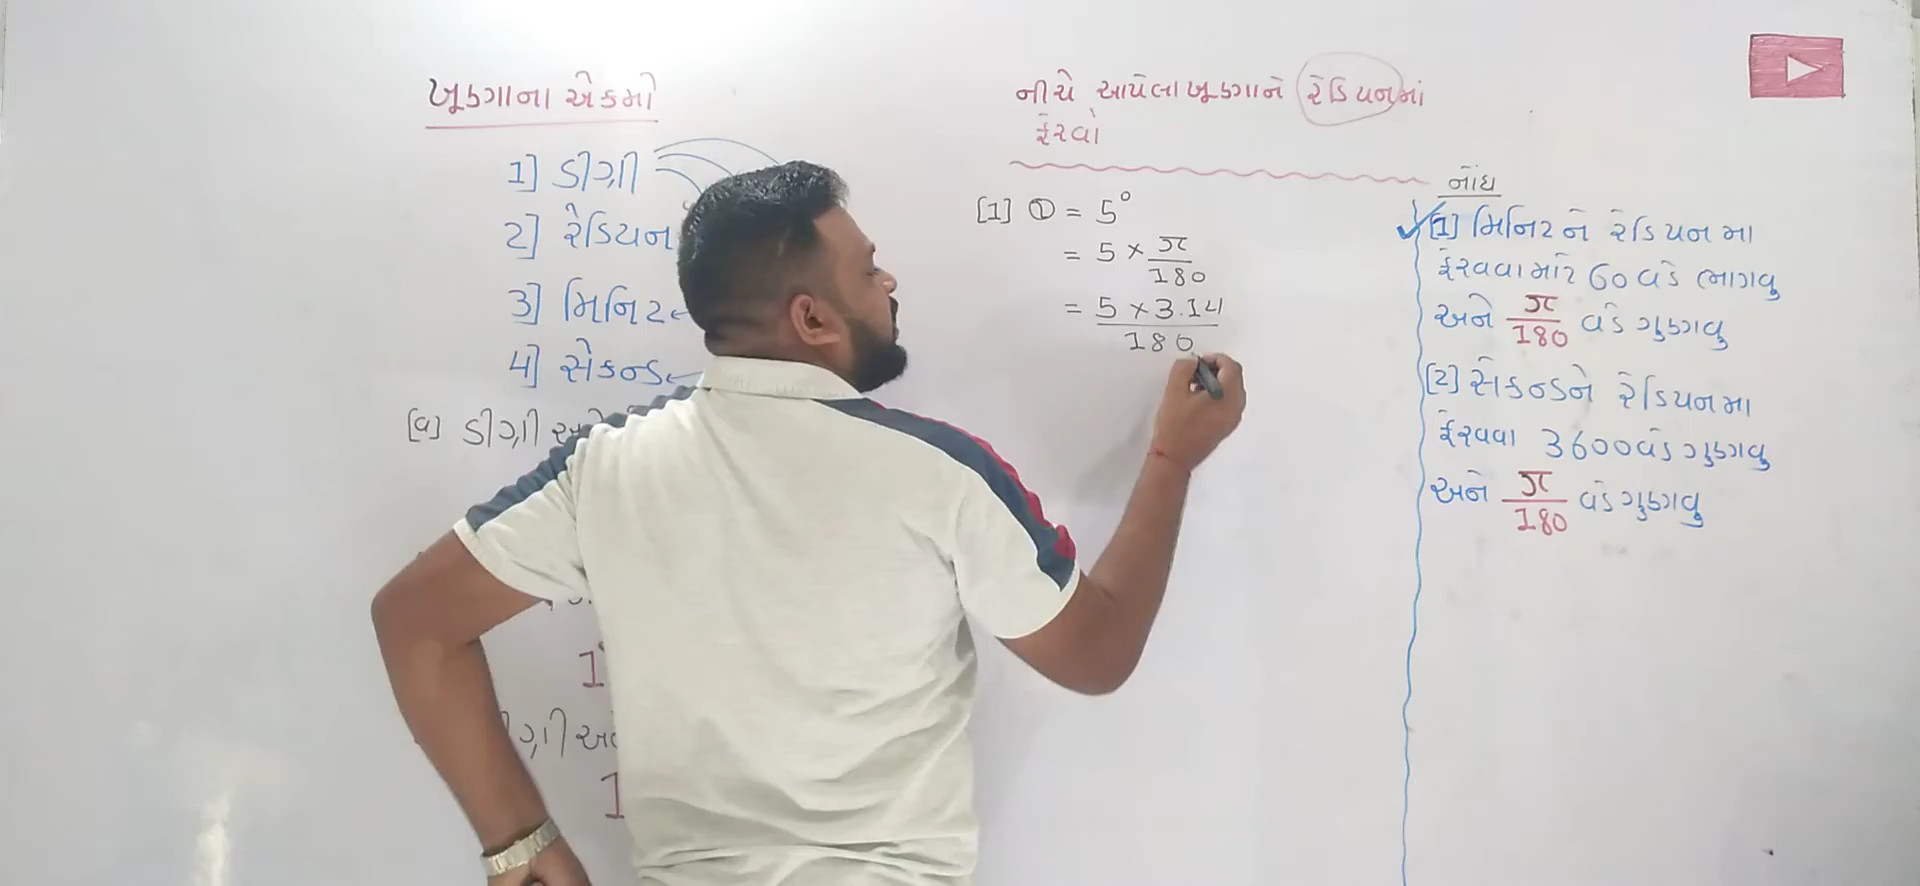 ખૂણાના એકમો
1] ડીગ્રી
2] રેડિયન
3] મિનિટ
4] સેકન્ડ
[a] ડીગ્રી
1°
1
નીચે આપેલા ખૂણાને રેડિયનમાં
ફેરવો
[1] ① = 5°
= 5 × π/180
= 5 × 3.14/180
નોંધ
[1] મિનિટને રેડિયનમા
ફેરવવા માટે 60 વડે ભાગવુ
અને π/180 વડે ગુણવુ
[2] સેકન્ડને રેડિયનમા
ફેરવવા 3600 વડે ગુણવુ
અને π/180 વડે ગુણવુ